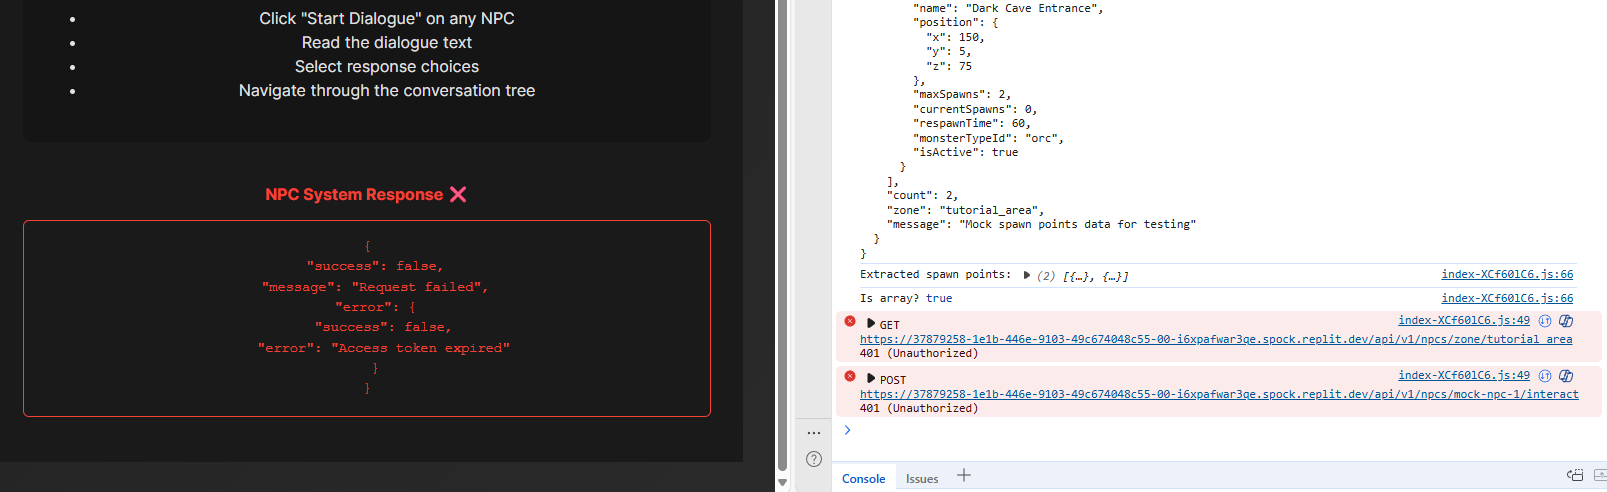 Click "Start Dialogue" on any NPC
Read the dialogue text
Select response choices
Navigate through the conversation tree
NPC System Response ❌
{
"success": false,
"message": "Request failed",
"error": {
"success": false,
"error": "Access token expired"
}
}
"name": "Dark Cave Entrance",
"position": {
"x": 150,
"y": 5,
"z": 75
},
"maxSpawns": 2,
"currentSpawns": 0,
"respawnTime": 60,
"monsterTypeId": "orc",
"isActive": true
}
],
"count": 2,
"zone": "tutorial_area",
"message": "Mock spawn points data for testing"
}
}
Extracted spawn points: ▶ (2) [{…}, {…}] index-XCf60lC6.js:66
Is array? true index-XCf60lC6.js:66
▶ GET index-XCf60lC6.js:49
https://37879258-1e1b-446e-9103-49c674048c55-00-i6xpafwar3qe.spock.replit.dev/api/v1/npcs/zone/tutorial_area
401 (Unauthorized)
▶ POST index-XCf60lC6.js:49
https://37879258-1e1b-446e-9103-49c674048c55-00-i6xpafwar3qe.spock.replit.dev/api/v1/npcs/mock-npc-1/interact
401 (Unauthorized)
Console Issues